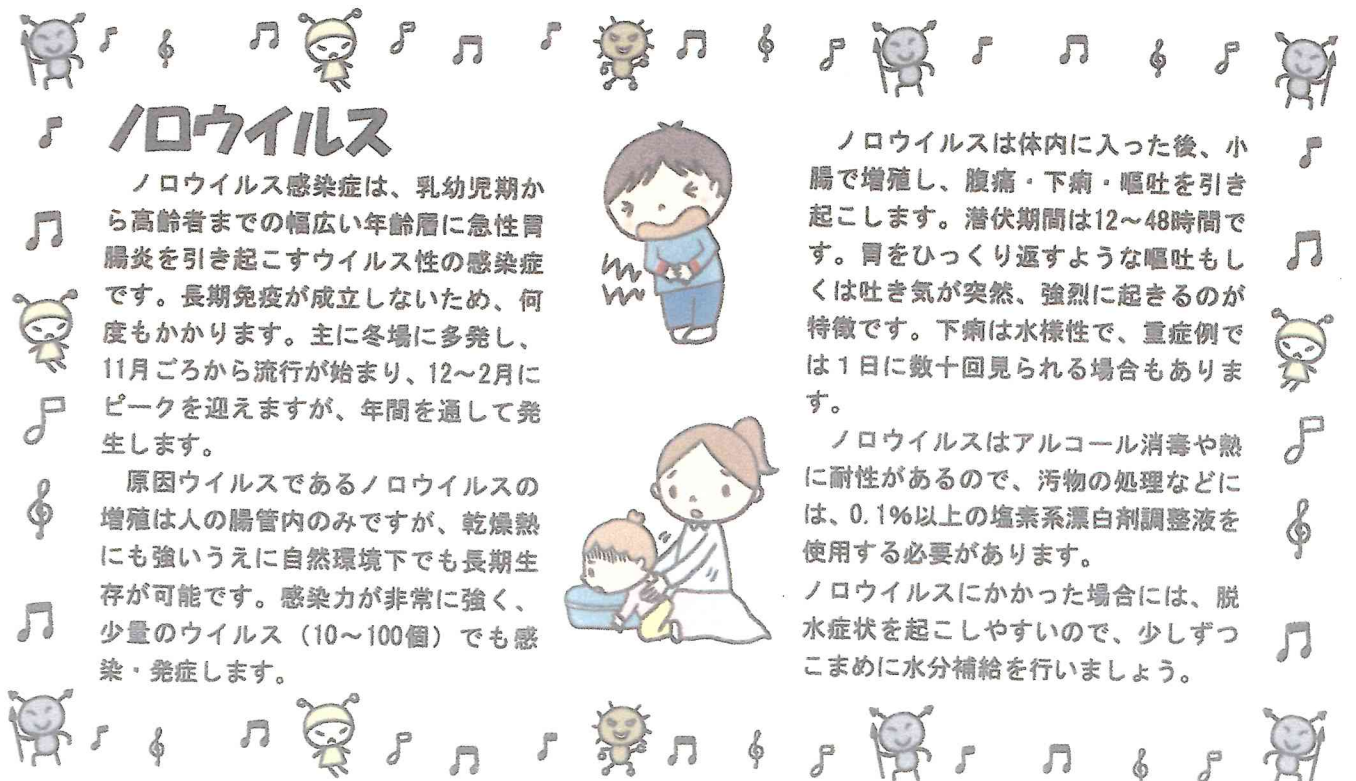 ノロウイルス
ノロウイルス感染症は、乳幼児期か
ら高齢者までの幅広い年齢層に急性胃
腸炎を引き起こすウイルス性の感染症
です。長期免疫が成立しないため、何
度もかかります。主に冬場に多発し、
11月ごろから流行が始まり、12～2月に
ピークを迎えますが、年間を通して発
生します。
原因ウイルスであるノロウイルスの
増殖は人の腸管内のみですが、乾燥熱
にも強いうえに自然環境下でも長期生
存が可能です。感染力が非常に強く、
少量のウイルス（10～100個）でも感
染・発症します。
ノロウイルスは体内に入った後、小
腸で増殖し、腹痛・下痢・嘔吐を引き
起こします。潜伏期間は12～48時間で
す。胃をひっくり返すような嘔吐もし
くは吐き気が突然、強烈に起きるのが
特徴です。下痢は水様性で、重症例で
は１日に数十回見られる場合もありま
す。
ノロウイルスはアルコール消毒や熱
に耐性があるので、汚物の処理などに
は、0.1%以上の塩素系漂白剤調整液を
使用する必要があります。
ノロウイルスにかかった場合には、脱
水症状を起こしやすいので、少しずつ
こまめに水分補給を行いましょう。